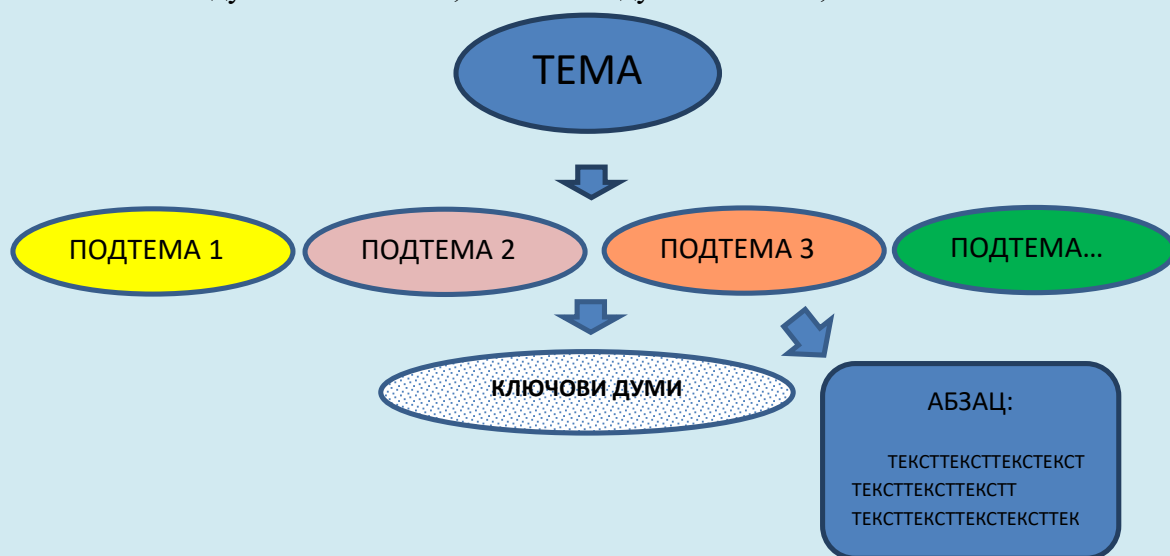 ТЕМА
ПОДТЕМА 1
ПОДТЕМА 2
ПОДТЕМА 3
ПОДТЕМА...
КЛЮЧОВИ ДУМИ
АБЗАЦ:
ТЕКСТТЕКСТТЕКСТЕКСТ
ТЕКСТТЕКСТТЕКСТТ
ТЕКСТТЕКСТТЕКСТЕКСТТЕК